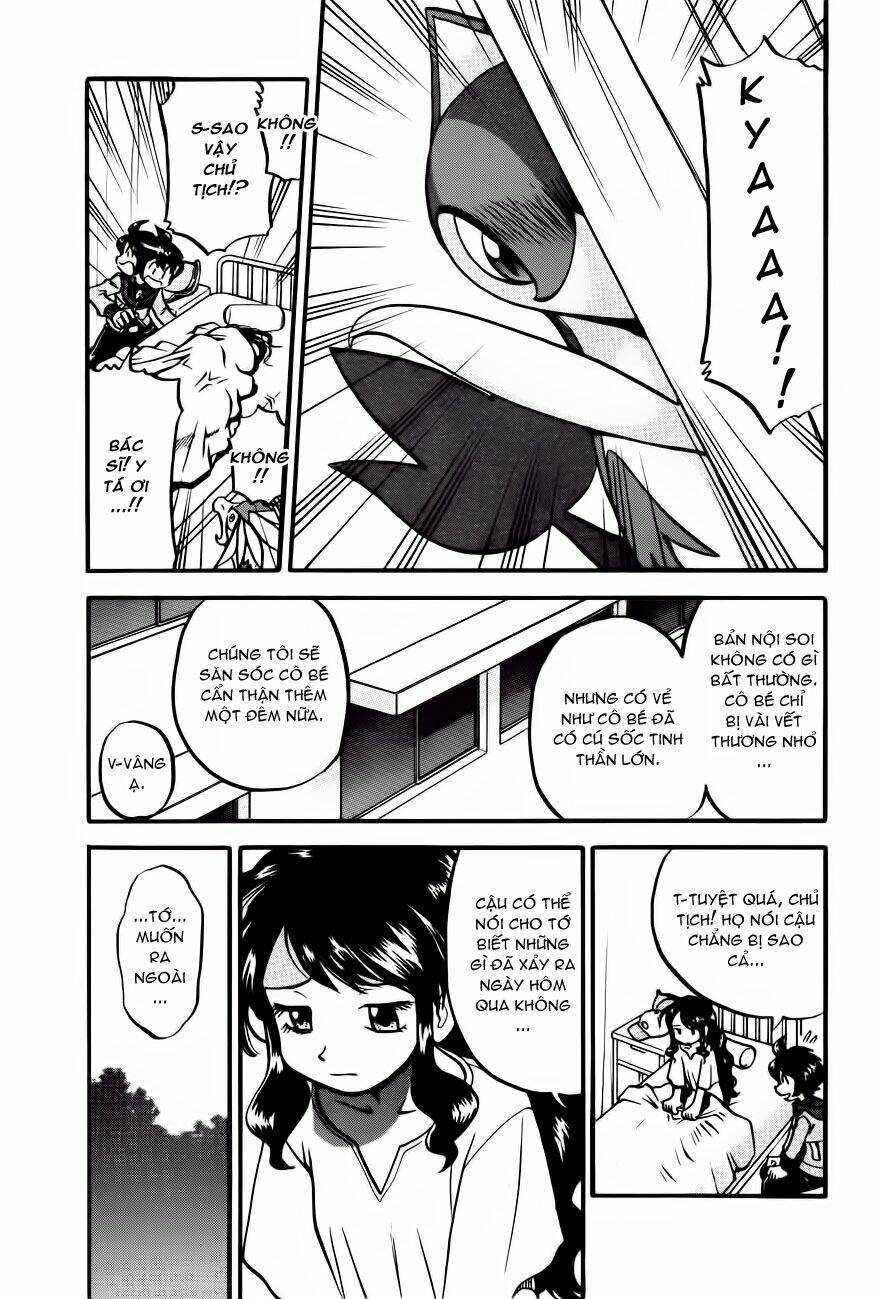 KYAAAA!!
KHÔNG
!!
S-SAO
VẬY
CHỦ
TỊCH!?
KHÔNG
!!
BÁC
SĨ! Y
TÁ ƠI
...!!
BẢN NỘI SOI
KHÔNG CÓ GÌ
BẤT THƯỜNG.
CÔ BÉ CHỈ
BỊ VÀI VẾT
THƯƠNG NHỎ
...
NHƯNG CÓ VẺ
NHƯ CÔ BÉ ĐÃ
CÓ CÚ SỐC TINH
THẦN LỚN.
CHÚNG TÔI SẼ
SĂN SÓC CÔ BÉ
CẨN THẬN THÊM
MỘT ĐÊM NỮA.
V-VÂNG
Ạ.
T-TUYỆT QUÁ, CHỦ
TỊCH! HỌ NÓI CẬU
CHẲNG BỊ SAO
CẢ...
CẬU CÓ THỂ
NÓI CHO TỚ
BIẾT NHỮNG
GÌ ĐÃ XẢY RA
NGÀY HÔM
QUA KHÔNG
...
...TỚ...
MUỐN
RA
NGOÀI
...